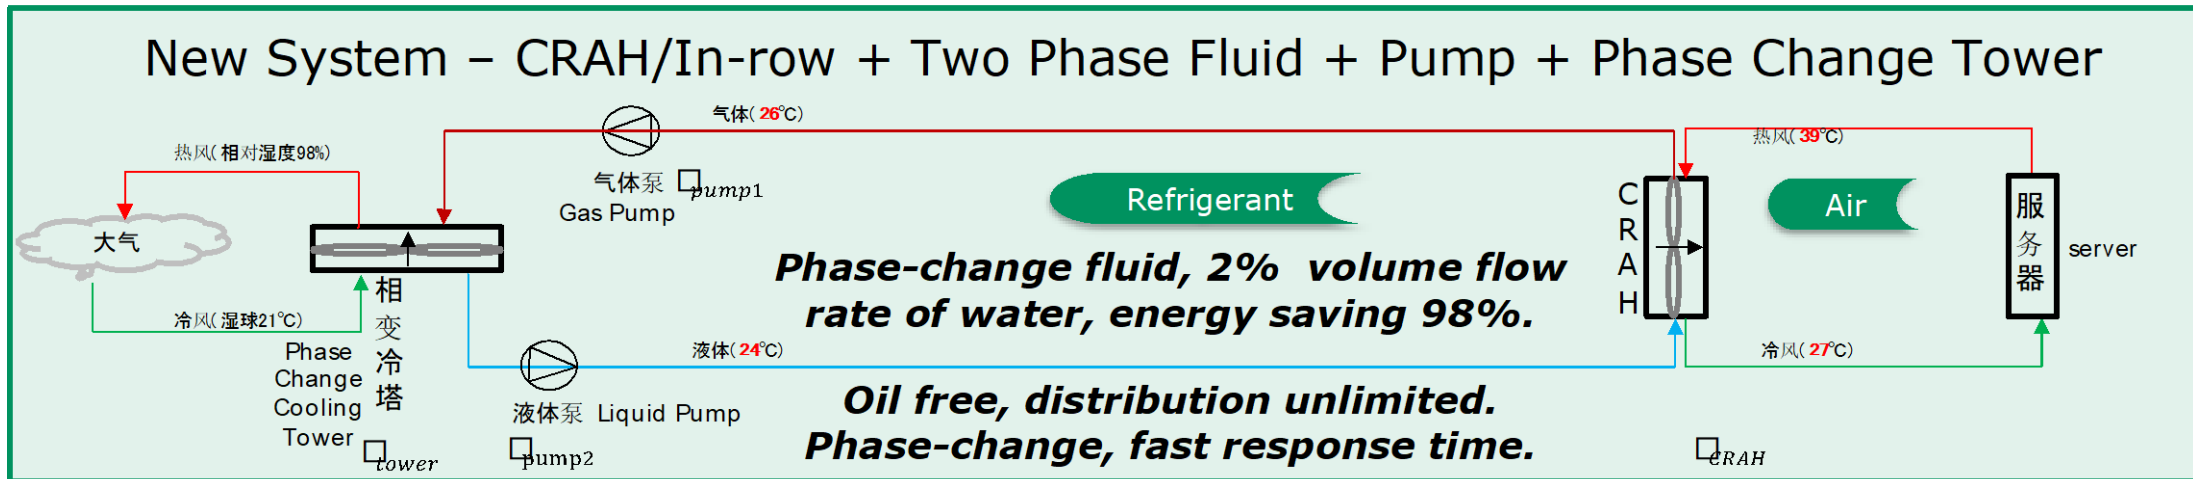 New System – CRAH/In-row + Two Phase Fluid + Pump + Phase Change Tower
气体( 26℃)
热风( 39℃)
热风( 相对湿度98%)
气体泵 □pump1
Gas Pump
Refrigerant
Air
C
R
A
H
服
务
器
server
大气
Phase-change fluid, 2%  volume flow
rate of water, energy saving 98%.
相
变
冷
塔
冷风( 湿球21℃)
Phase
Change
Cooling
Tower
□tower
液体( 24℃)
冷风( 27℃)
液体泵 Liquid Pump
□pump2
Oil free, distribution unlimited.
Phase-change, fast response time.
□CRAH